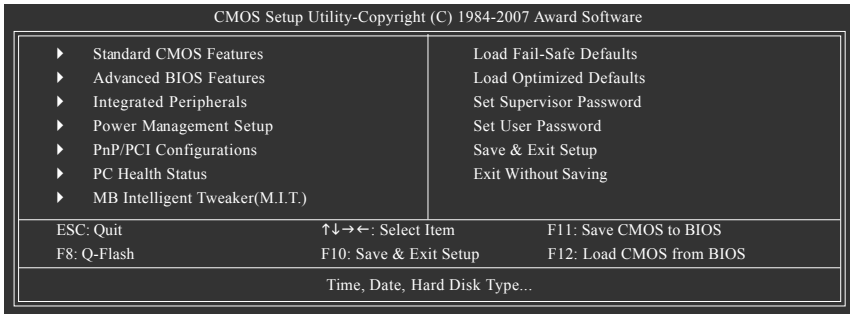 CMOS Setup Utility-Copyright (C) 1984-2007 Award Software
Standard CMOS Features
Advanced BIOS Features
Integrated Peripherals
Power Management Setup
PnP/PCI Configurations
PC Health Status
MB Intelligent Tweaker(M.I.T.)
Load Fail-Safe Defaults
Load Optimized Defaults
Set Supervisor Password
Set User Password
Save & Exit Setup
Exit Without Saving
ESC: Quit ↑↓→←: Select Item F11: Save CMOS to BIOS
F8: Q-Flash F10: Save & Exit Setup F12: Load CMOS from BIOS
Time, Date, Hard Disk Type...